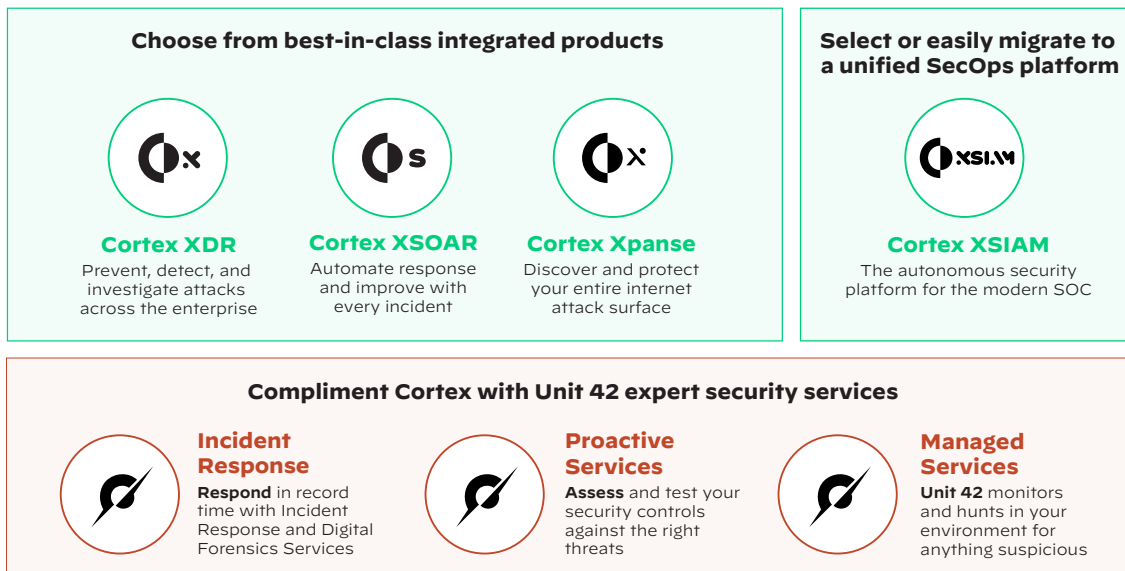 Choose from best-in-class integrated products
x
Cortex XDR
Prevent, detect, and
investigate attacks
across the enterprise
s
Cortex XSOAR
Automate response
and improve with
every incident
X
Cortex Xpanse
Discover and protect
your entire internet
attack surface
Select or easily migrate to
a unified SecOps platform
XSIAM
Cortex XSIAM
The autonomous security
platform for the modern SOC
Compliment Cortex with Unit 42 expert security services
Incident
Response
Respond in record
time with Incident
Response and Digital
Forensics Services
Proactive
Services
Assess and test your
security controls
against the right
threats
Managed
Services
Unit 42 monitors
and hunts in your
environment for
anything suspicious